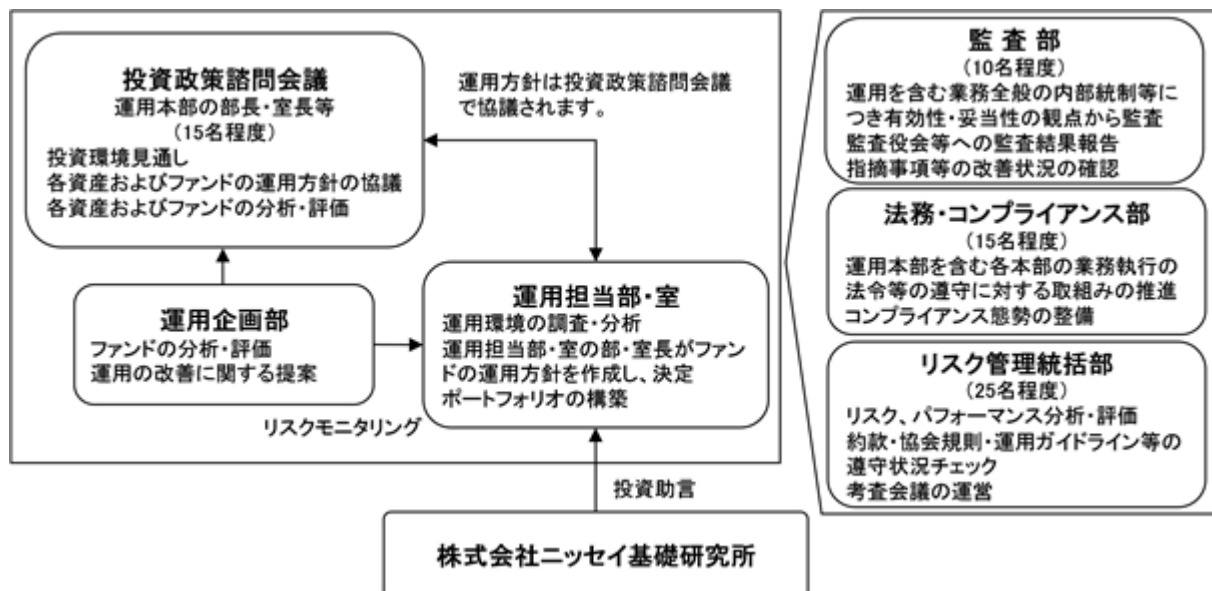 投資政策諮問会議
運用本部の部長・室長等
(15名程度)
投資環境見通し
各資産およびファンドの運用方針の協議
各資産およびファンドの分析・評価
運用方針は投資政策諮問会議
で協議されます。
運用企画部
ファンドの分析・評価
運用の改善に関する提案
運用担当部・室
運用環境の調査・分析
運用担当部・室の部・室長がファン
ドの運用方針を作成し、決定
ポートフォリオの構築
リスクモニタリング
投資助言
株式会社ニッセイ基礎研究所
監 査 部
(10名程度)
運用を含む業務全般の内部統制等に
つき有効性・妥当性の観点から監査
監査役会等への監査結果報告
指摘事項等の改善状況の確認
法務・コンプライアンス部
(15名程度)
運用本部を含む各本部の業務執行の
法令等の遵守に対する取組みの推進
コンプライアンス態勢の整備
リスク管理統括部
(25名程度)
リスク、パフォーマンス分析・評価
約款・協会規則・運用ガイドライン等の
遵守状況チェック
考査会議の運営